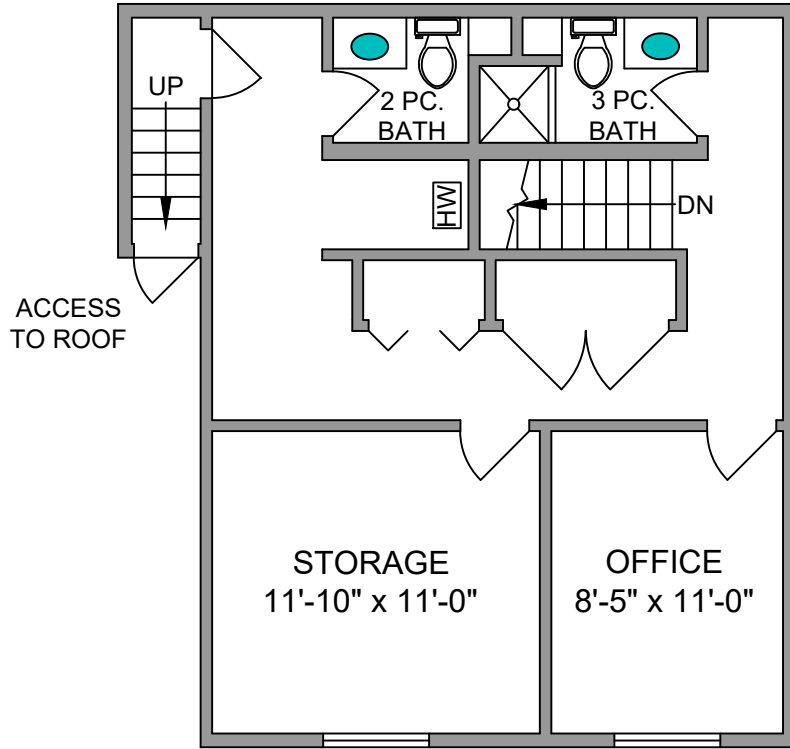 UP
2 PC.
BATH
3 PC.
BATH
HW
DN
ACCESS
TO ROOF
STORAGE
11'-10" x 11'-0"
OFFICE
8'-5" x 11'-0"